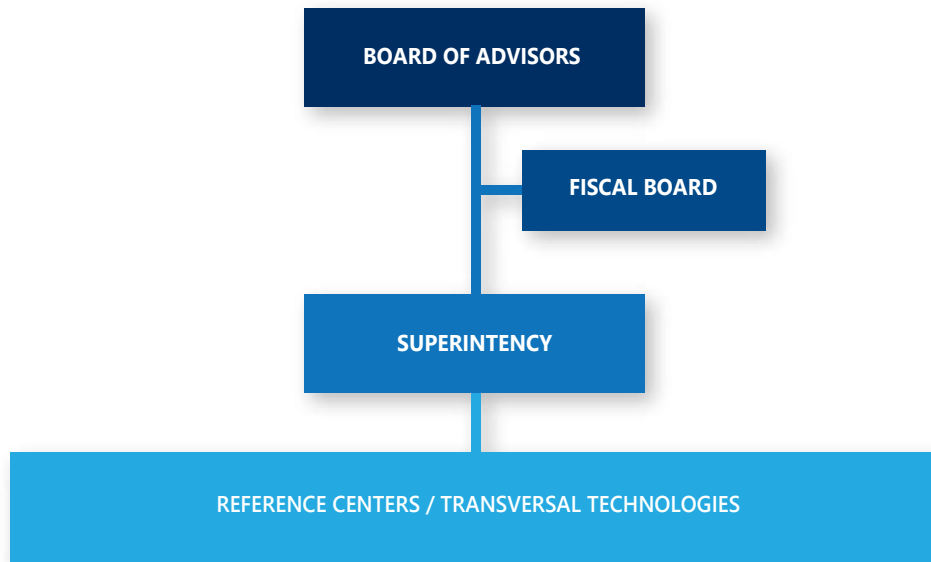 BOARD OF ADVISORS
FISCAL BOARD
SUPERINTENCY
REFERENCE CENTERS / TRANSVERSAL TECHNOLOGIES